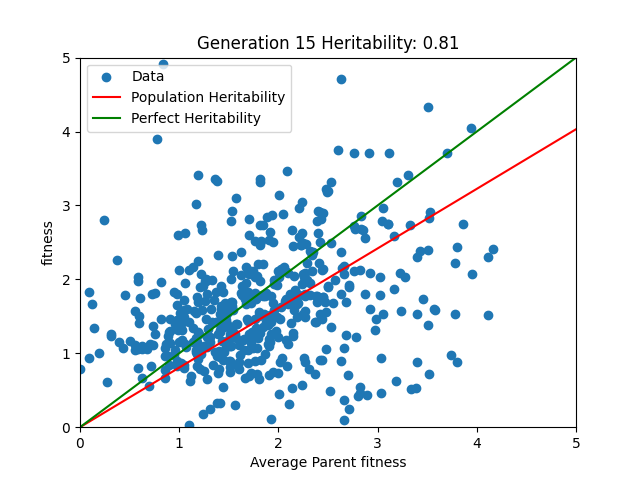 Generation 15 Heritability: 0.81
Data
Population Heritability
Perfect Heritability
5
4
3
2
1
0
fitness
0 1 2 3 4 5
Average Parent fitness